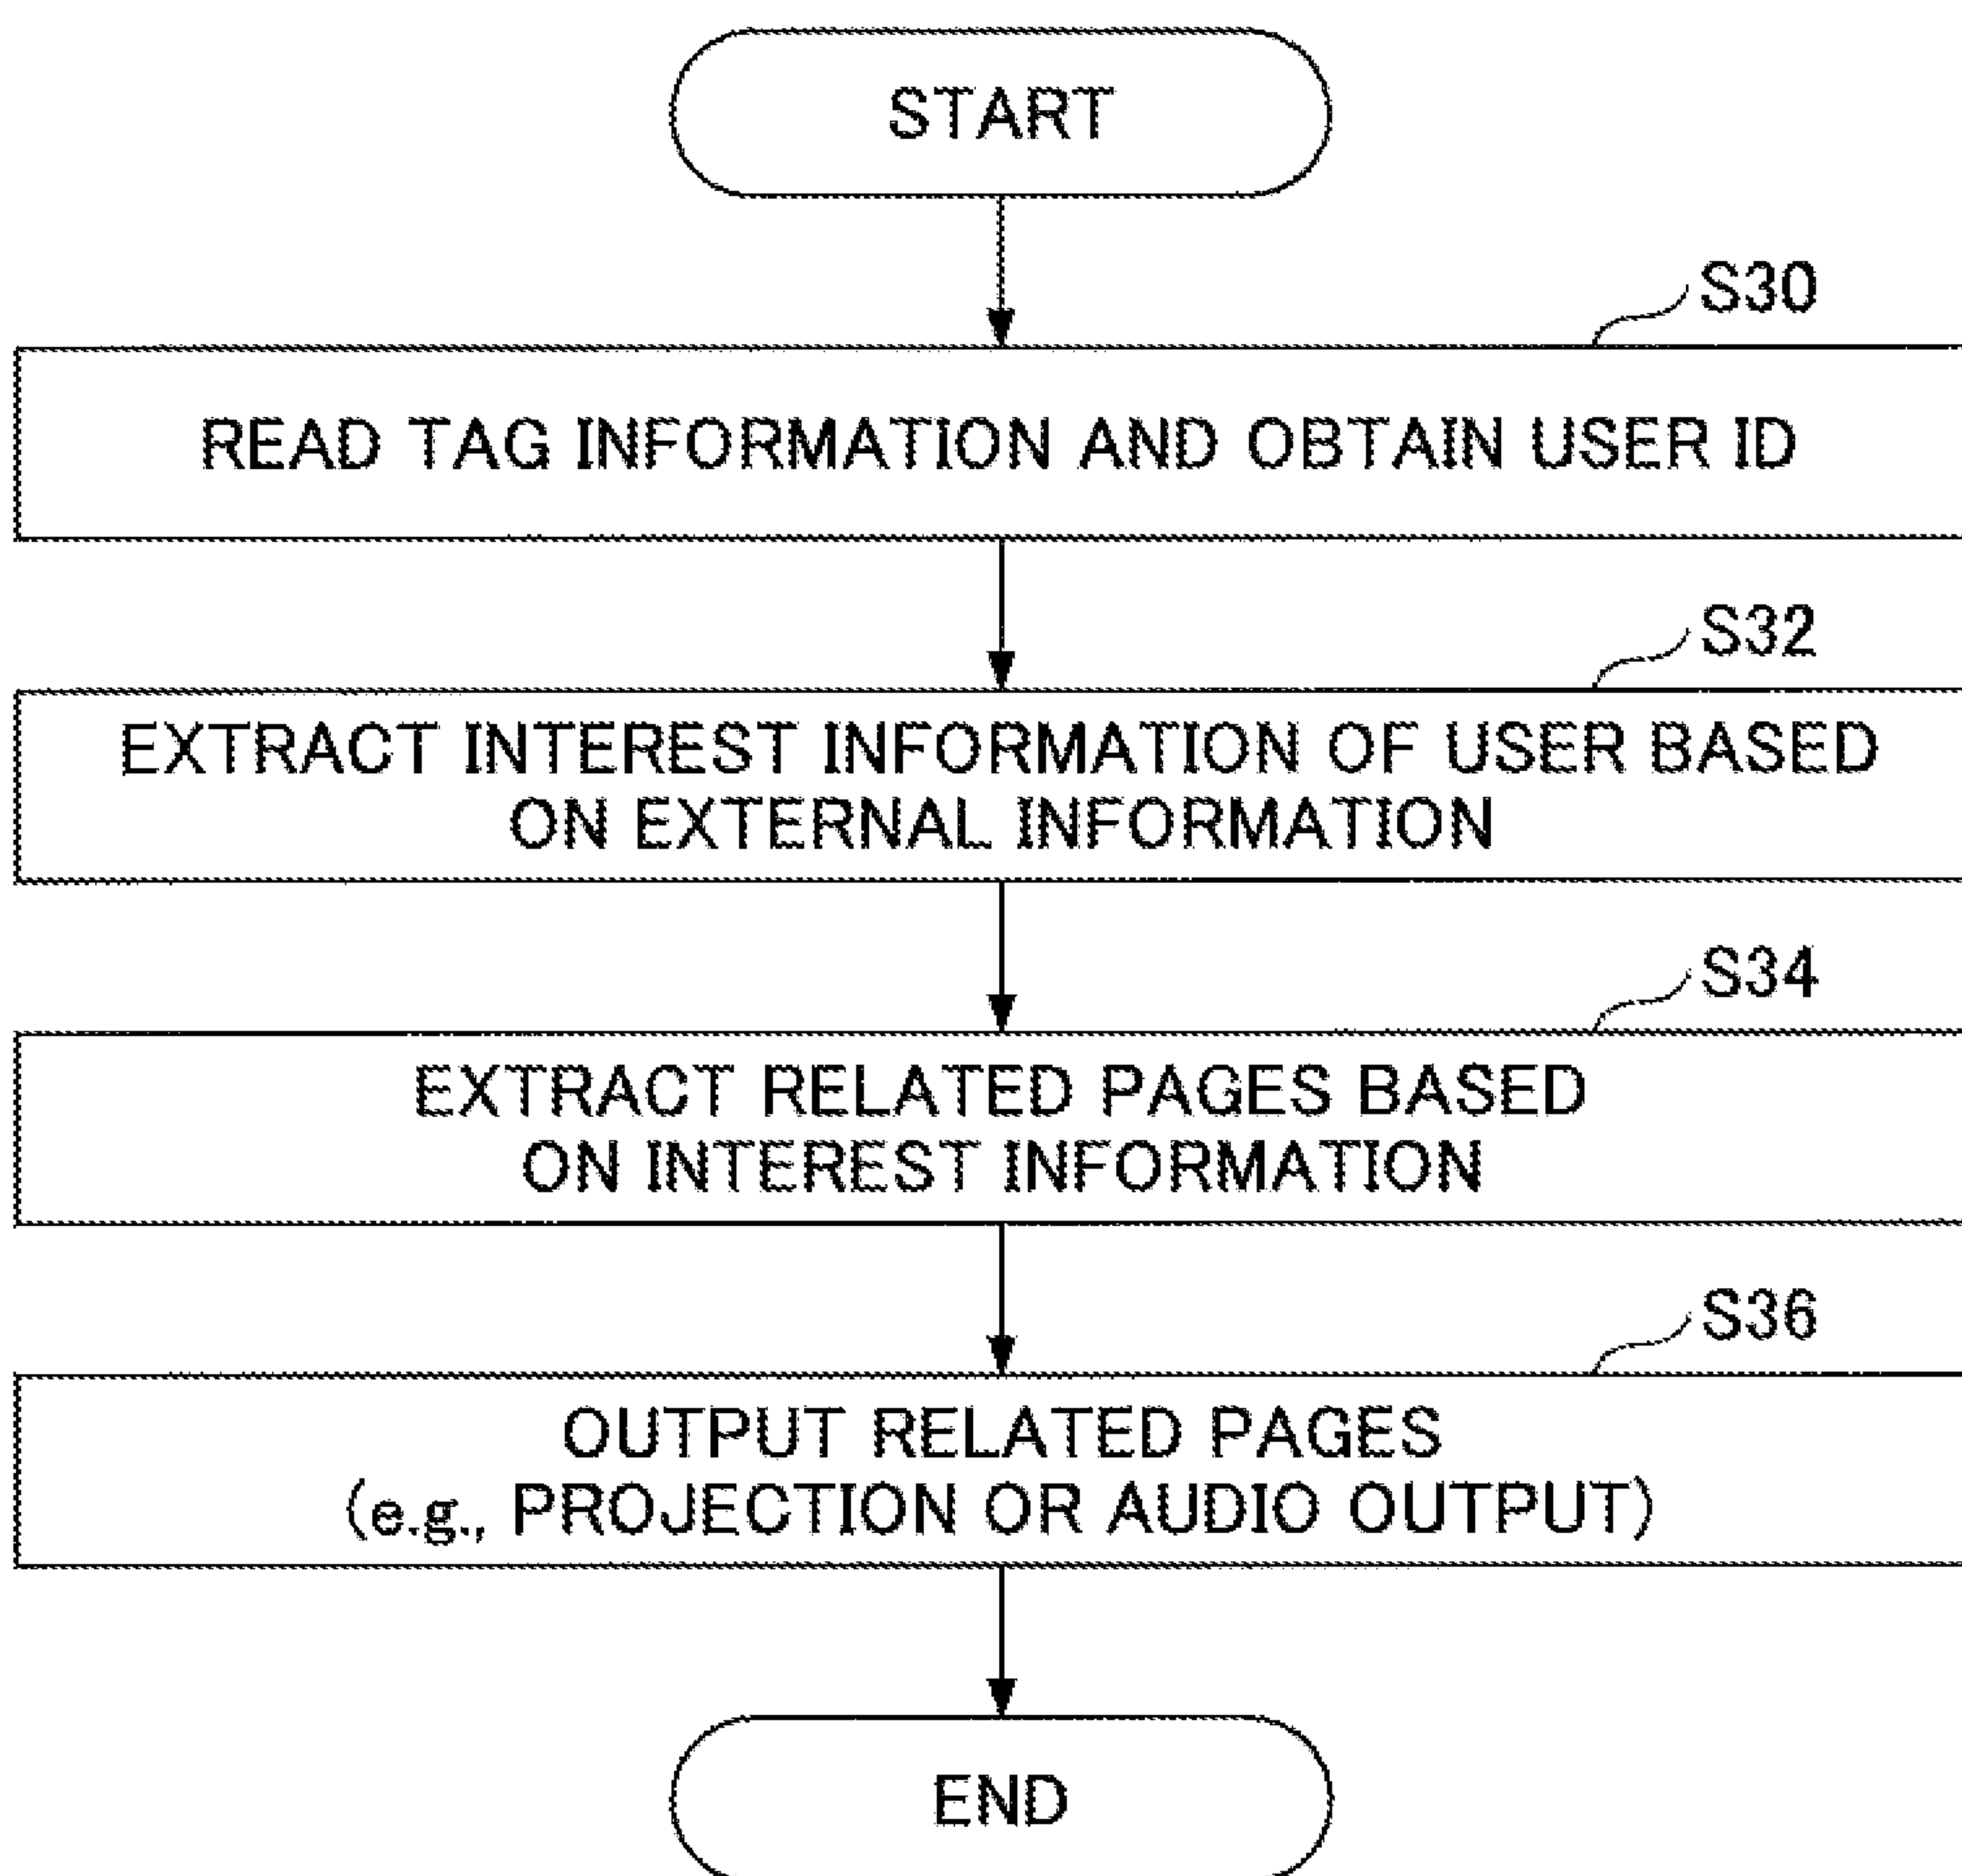 START
S30
READ TAG INFORMATION AND OBTAIN USER ID
S32
EXTRACT INTEREST INFORMATION OF USER BASED
ON EXTERNAL INFORMATION
S34
EXTRACT RELATED PAGES BASED
ON INTEREST INFORMATION
S36
OUTPUT RELATED PAGES
(e.g., PROJECTION OR AUDIO OUTPUT)
END